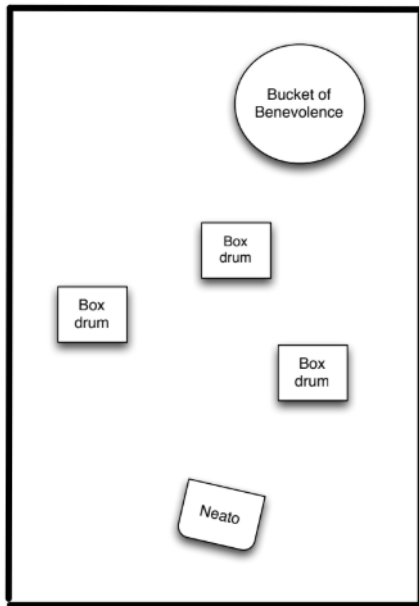 Bucket of
Benevolence
Box
drum
Box
drum
Box
drum
Neato